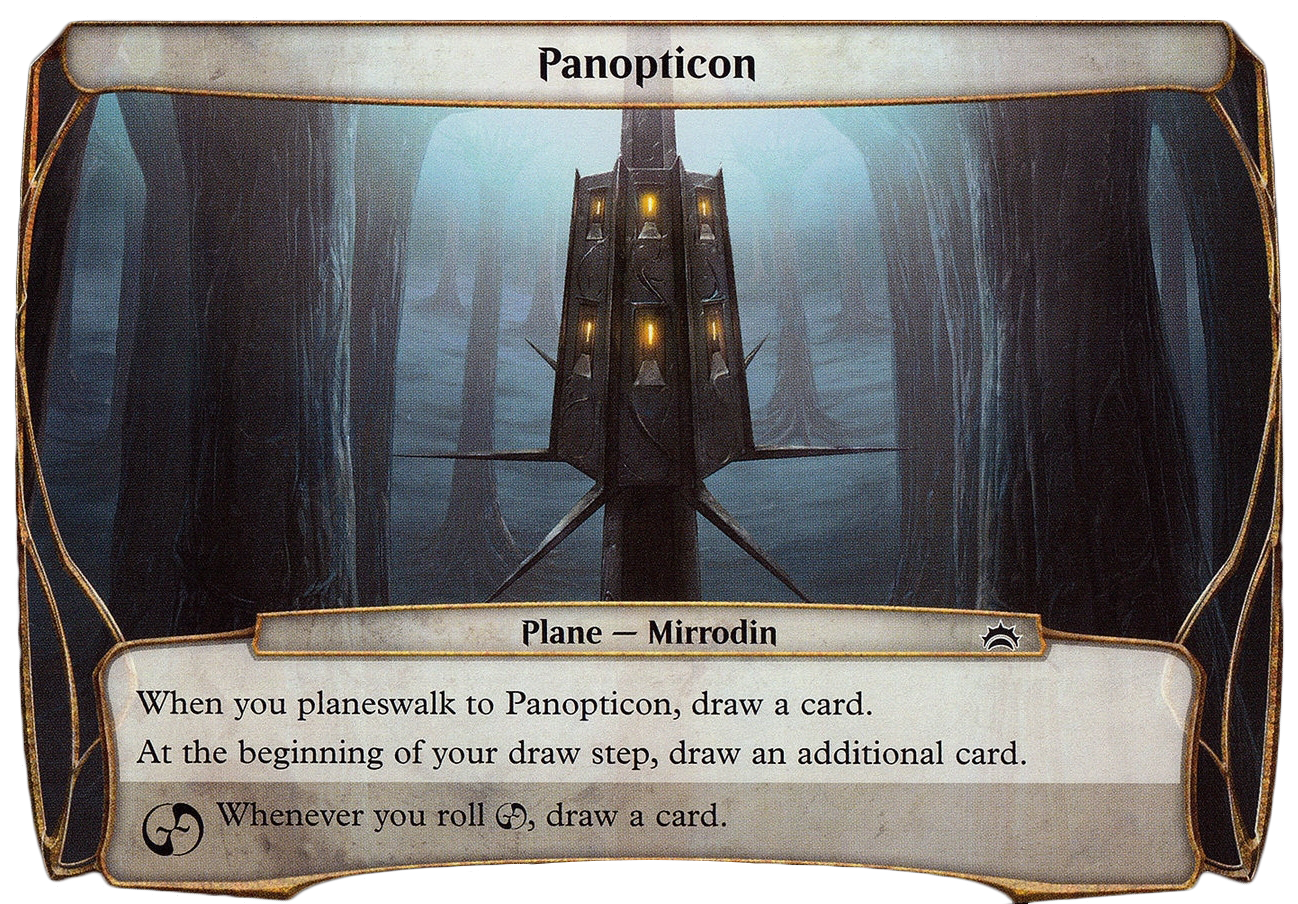 Panopticon
Plane — Mirrodin
When you planeswalk to Panopticon, draw a card.
At the beginning of your draw step, draw an additional card.
Whenever you roll , draw a card.